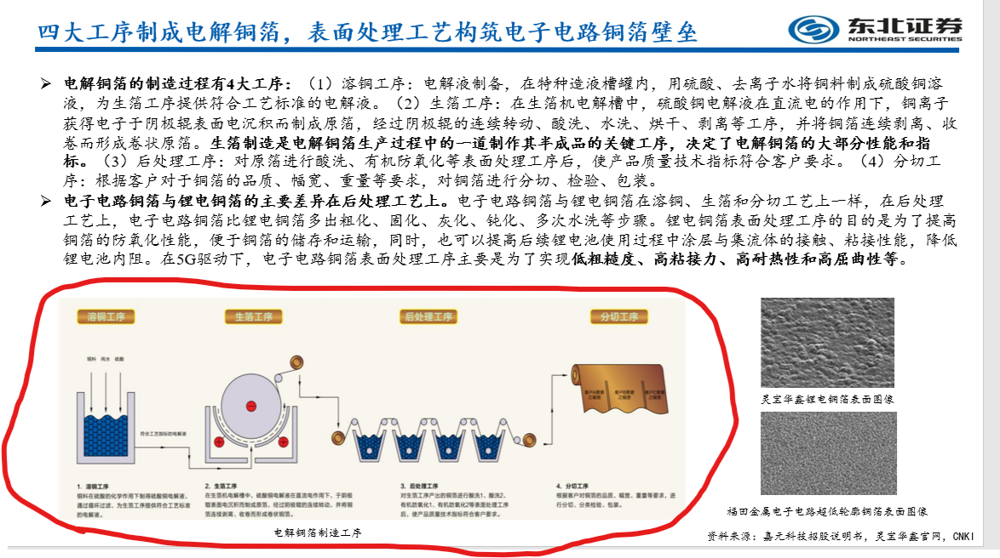 四大工序制成电解铜箔，表面处理工艺构筑电子电路铜箔壁垒
东北证券
NORTHEAST SECURITIES
➢ 电解铜箔的制造过程有4大工序：（1）溶铜工序：电解液制备，在特种造液槽罐内，用硫酸、去离子水将铜料制成硫酸铜溶
液，为生箔工序提供符合工艺标准的电解液。（2）生箔工序：在生箔机电解槽中，硫酸铜电解液在直流电的作用下，铜离子
获得电子于阴极辊表面电沉积而制成原箔，经过阴极辊的连续转动、酸洗、水洗、烘干、剥离等工序，并将铜箔连续剥离、收
卷而形成卷状原箔。生箔制造是电解铜箔生产过程中的一道制作其半成品的关键工序，决定了电解铜箔的大部分性能和指
标。（3）后处理工序：对原箔进行酸洗、有机防氧化等表面处理工序后，使产品质量技术指标符合客户要求。（4）分切工
序：根据客户对于铜箔的品质、幅宽、重量等要求，对铜箔进行分切、检验、包装。
➢ 电子电路铜箔与锂电铜箔的主要差异在后处理工艺上。电子电路铜箔与锂电铜箔在溶铜、生箔和分切工艺上一样，在后处理
工艺上，电子电路铜箔比锂电铜箔多出粗化、固化、灰化、钝化、多次水洗等步骤。锂电铜箔表面处理工序的目的是为了提高
铜箔的防氧化性能，便于铜箔的储存和运输，同时，也可以提高后续锂电池使用过程中涂层与集流体的接触、粘接性能，降低
锂电池内阻。在5G驱动下，电子电路铜箔表面处理工序主要是为了实现低粗糙度、高粘接力、高耐热性和高屈曲性等。
溶铜工序
生箔工序
后处理工序
分切工序
铜料 纯水 硫酸
符合工艺指标的电解液
客户A需要
之幅宽
客户B需要
之幅宽
客户C需要
之幅宽
1、溶铜工序
铜料在硫酸的化学作用下制得硫酸铜电解液，
通过循环过滤，为生箔工序提供符合工艺标准
的电解液。
2、生箔工序
在生箔机电解槽中、硫酸铜电解液在直流电作用下，于阴极
辊表面电沉积而制成原箔，经过阴极辊的连续转动，并将铜
箔连续剥离、收卷而形成卷状铜箔。
3、后处理工序
对生箔工序产出的铜箔进行酸洗1、酸洗2、
有机防氧化1、有机防氧化2等表面处理工序
后，使产品质量技术指标符合客户要求。
4、分切工序
根据客户对铜箔的品质、幅宽、重量等要求，进
行分切、分类检验、包装。
电解铜箔制造工序
灵宝华鑫锂电铜箔表面图像
福田金属电子电路超低轮廓铜箔表面图像
资料来源：嘉元科技招股说明书，灵宝华鑫官网，CNKI